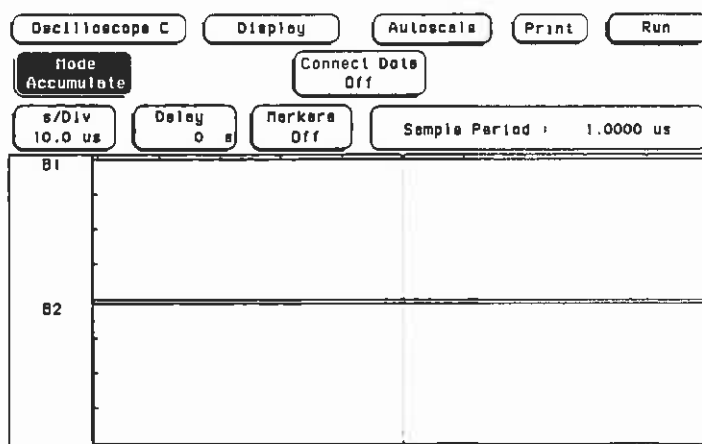 Oscilloscope C Display Autoscale Print Run
Mode Connect Dots
Accumulate Off
s/Div Delay Markers Sample Period : 1.0000 us
10.0 us 0 s Off
B1
B2